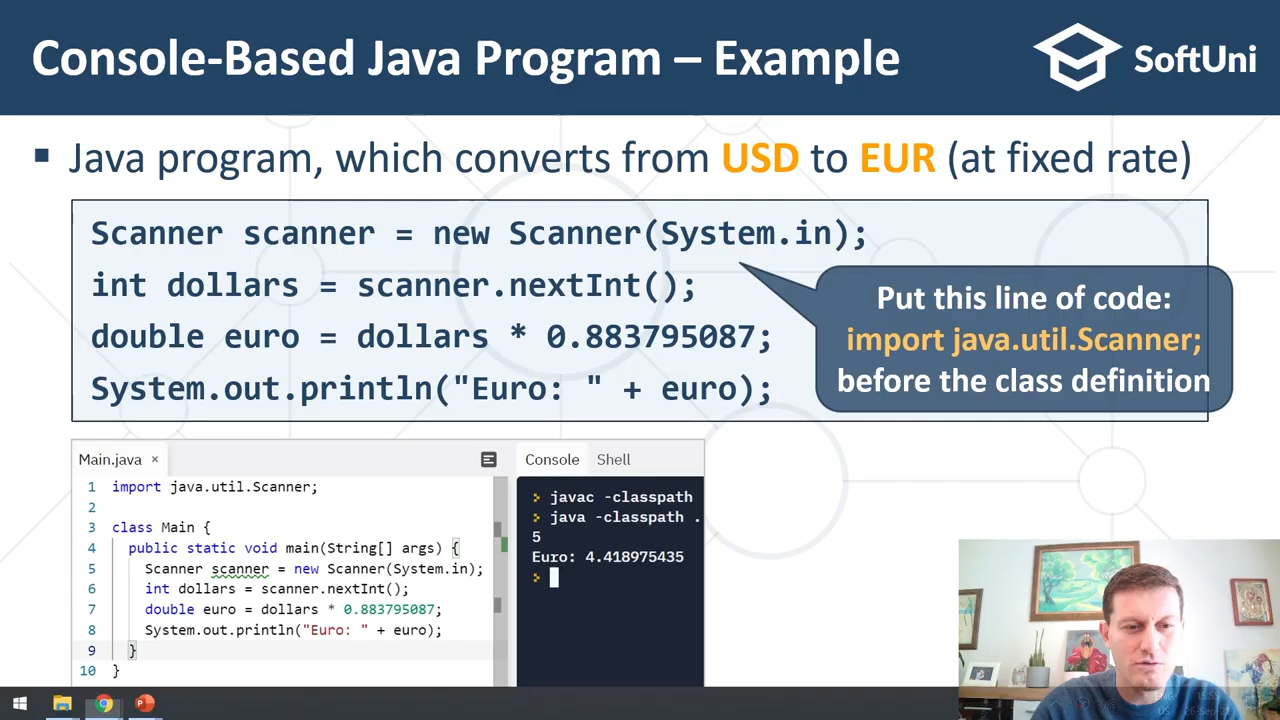 Console-Based Java Program – Example
SoftUni
Java program, which converts from USD to EUR (at fixed rate)
Scanner scanner = new Scanner(System.in);
int dollars = scanner.nextInt();
double euro = dollars * 0.883795087;
System.out.println("Euro: " + euro);
Put this line of code:
import java.util.Scanner;
before the class definition
Main.java ×
1 import java.util.Scanner;
2
3 class Main {
4 public static void main(String[] args) {
5 Scanner scanner = new Scanner(System.in);
6 int dollars = scanner.nextInt();
7 double euro = dollars * 0.883795087;
8 System.out.println("Euro: " + euro);
9 }
10 }
Console Shell
> javac -classpath
> java -classpath .
5
Euro: 4.418975435
>
ENG